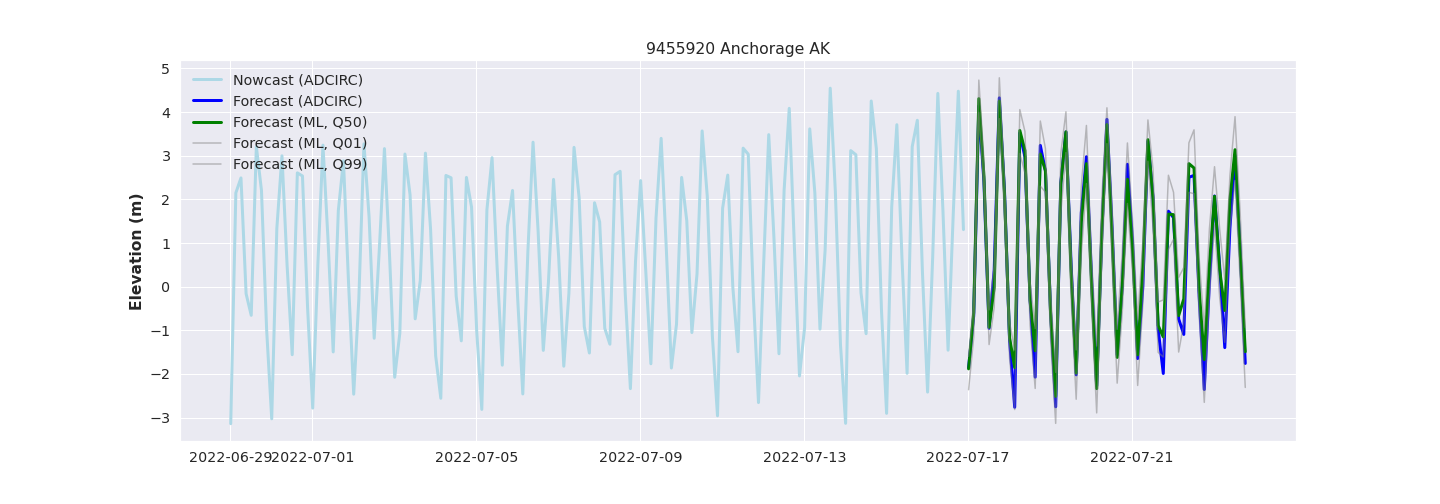 9455920 Anchorage AK
5
4
3
2
1
0
−1
−2
−3
Elevation (m)
Nowcast (ADCIRC)
Forecast (ADCIRC)
Forecast (ML, Q50)
Forecast (ML, Q01)
Forecast (ML, Q99)
2022-06-29 2022-07-01 2022-07-05 2022-07-09 2022-07-13 2022-07-17 2022-07-21